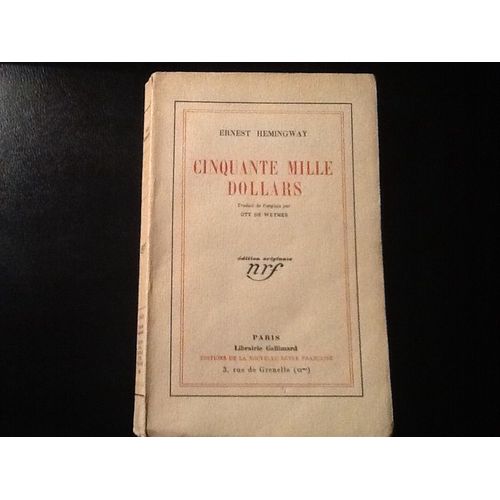 ERNEST HEMINGWAY
CINQUANTE MILLE
DOLLARS
Traduit de l'anglais par
OTT DE WEYMER
édition originale
nrf
PARIS
Librairie Gallimard
ÉDITIONS DE LA NOUVELLE REVUE FRANÇAISE
3, rue de Grenelle (VIme)